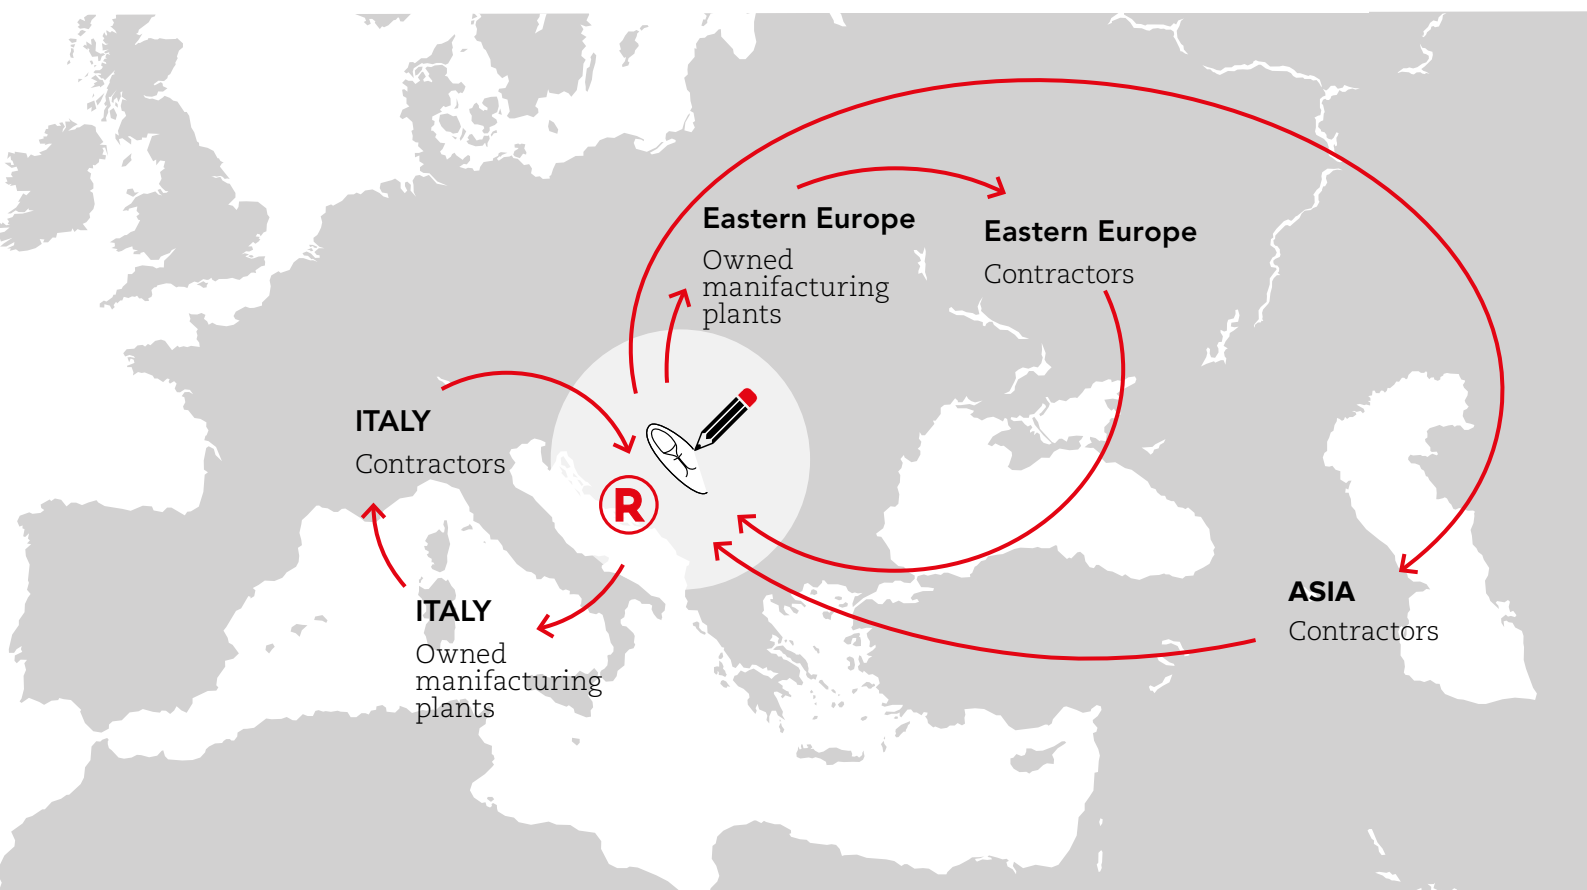 Eastern Europe
Owned
manifacturing
plants
Eastern Europe
Contractors
ITALY
Contractors
R
ITALY
Owned
manifacturing
plants
ASIA
Contractors